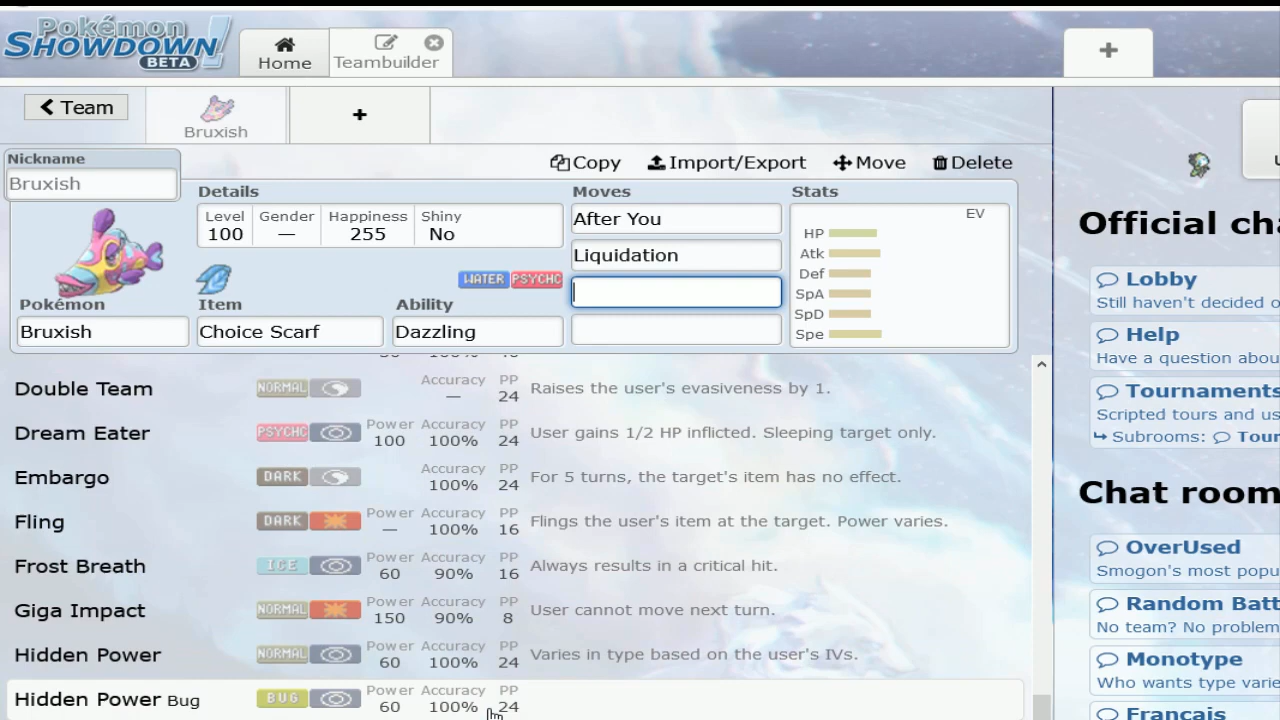 Pokémon
SHOWDOWN!
BETA
Home
Teambuilder
+
Team
Bruxish
+
Nickname
Bruxish
Copy
Import/Export
Move
Delete
Details
Moves
Stats
Level
Gender
Happiness
Shiny
100
—
255
No
After You
Liquidation
EV
HP
Atk
Def
SpA
SpD
Spe
WATER PSYCHC
Pokémon
Item
Ability
Bruxish
Choice Scarf
Dazzling
Double Team NORMAL Accuracy — PP 24 Raises the user's evasiveness by 1.
Dream Eater PSYCHC Power 100 Accuracy 100% PP 24 User gains 1/2 HP inflicted. Sleeping target only.
Embargo DARK Accuracy 100% PP 24 For 5 turns, the target's item has no effect.
Fling DARK Power — Accuracy 100% PP 16 Flings the user's item at the target. Power varies.
Frost Breath ICE Power 60 Accuracy 90% PP 16 Always results in a critical hit.
Giga Impact NORMAL Power 150 Accuracy 90% PP 8 User cannot move next turn.
Hidden Power NORMAL Power 60 Accuracy 100% PP 24 Varies in type based on the user's IVs.
Hidden Power Bug BUG Power 60 Accuracy 100% PP 24
Official cha
Lobby
Still haven't decided o
Help
Have a question abou
Tournaments
Scripted tours and us
Subrooms: Tour
Chat room
OverUsed
Smogon's most popu
Random Batt
No team? No problem
Monotype
Who wants type varie
Français